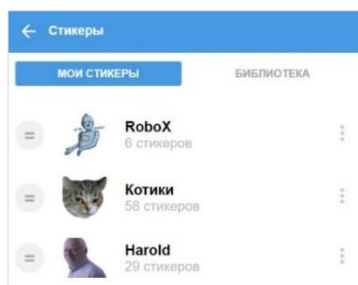 Стикеры
МОИ СТИКЕРЫ БИБЛИОТЕКА
RoboX
6 стикеров
Котики
58 стикеров
Harold
29 стикеров